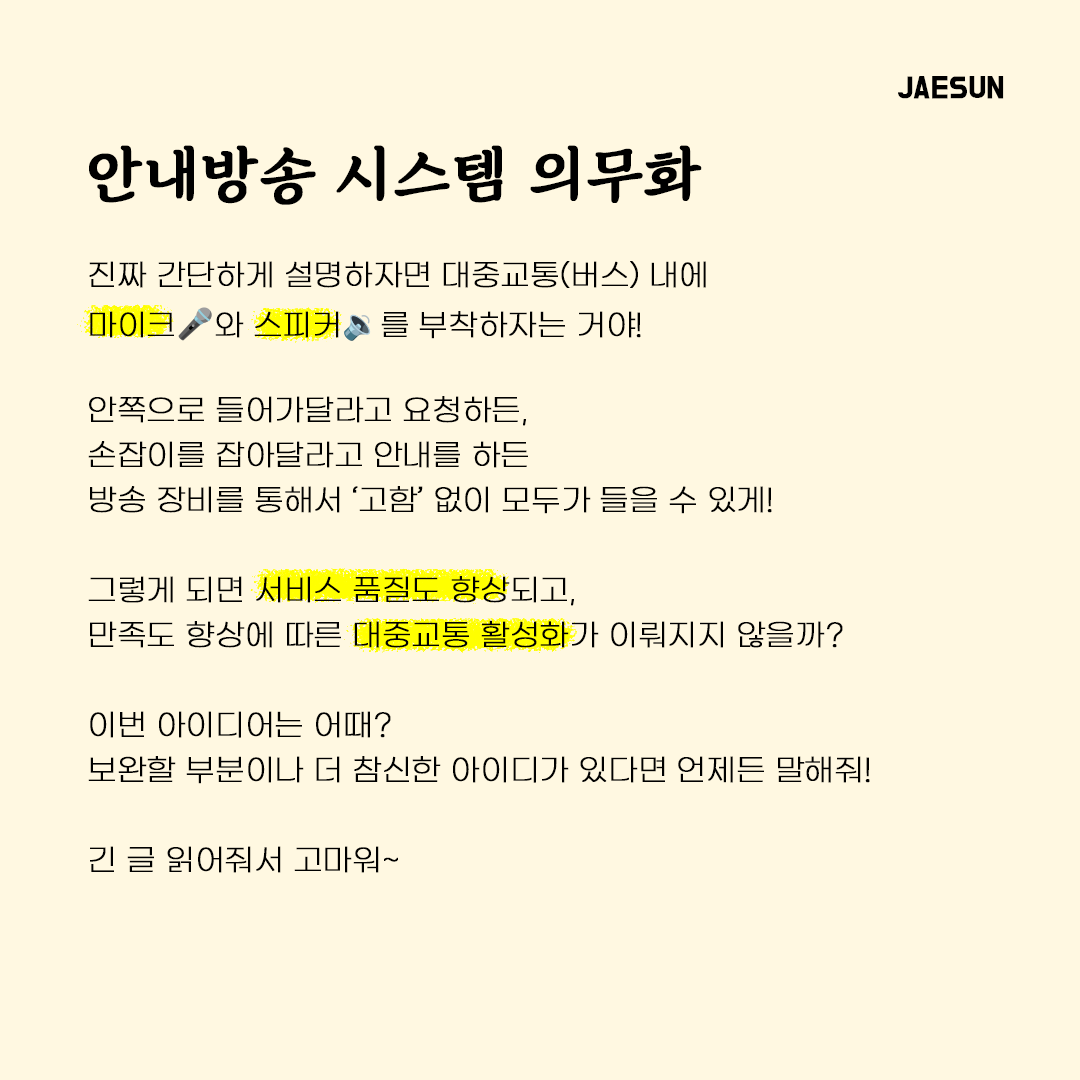 JAESUN
안내방송 시스템 의무화
진짜 간단하게 설명하자면 대중교통(버스) 내에
마이크🎤와 스피커🔉를 부착하자는 거야!
안쪽으로 들어가달라고 요청하든,
손잡이를 잡아달라고 안내를 하든
방송 장비를 통해서 ‘고함’ 없이 모두가 들을 수 있게!
그렇게 되면 서비스 품질도 향상되고,
만족도 향상에 따른 대중교통 활성화가 이뤄지지 않을까?
이번 아이디어는 어때?
보완할 부분이나 더 참신한 아이디가 있다면 언제든 말해줘!
긴 글 읽어줘서 고마워~